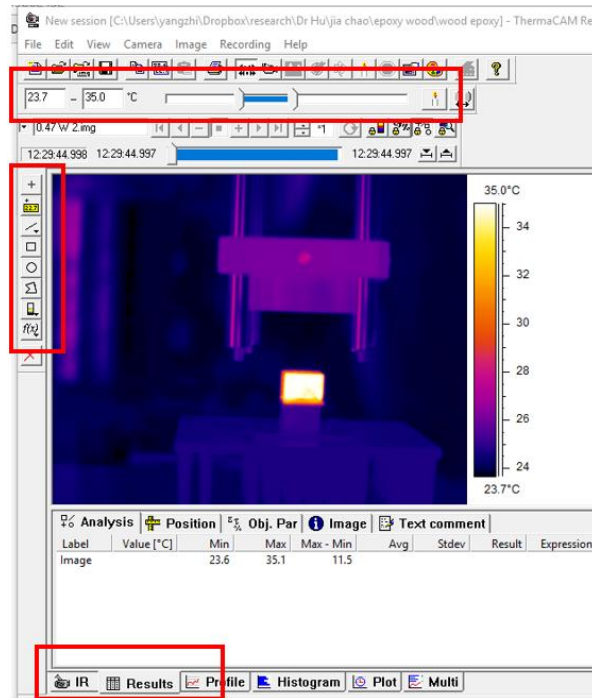 New session [C:\Users\yangzhi\Dropbox\research\Dr Hu\jia chao\epoxy wood\wood epoxy] - ThermaCAM Re
File Edit View Camera Image Recording Help
23.7 - 35.0 °C
0.47 W 2.img *1
12:29:44.998 12:29:44.997 12:29:44.997
35.0°C
34
32
30
28
26
24
23.7°C
22.7
f(x)
Analysis Position Obj. Par Image Text comment
Label Value [°C] Min Max Max - Min Avg Stdev Result Expression
Image 23.6 35.1 11.5
IR Results Profile Histogram Plot Multi